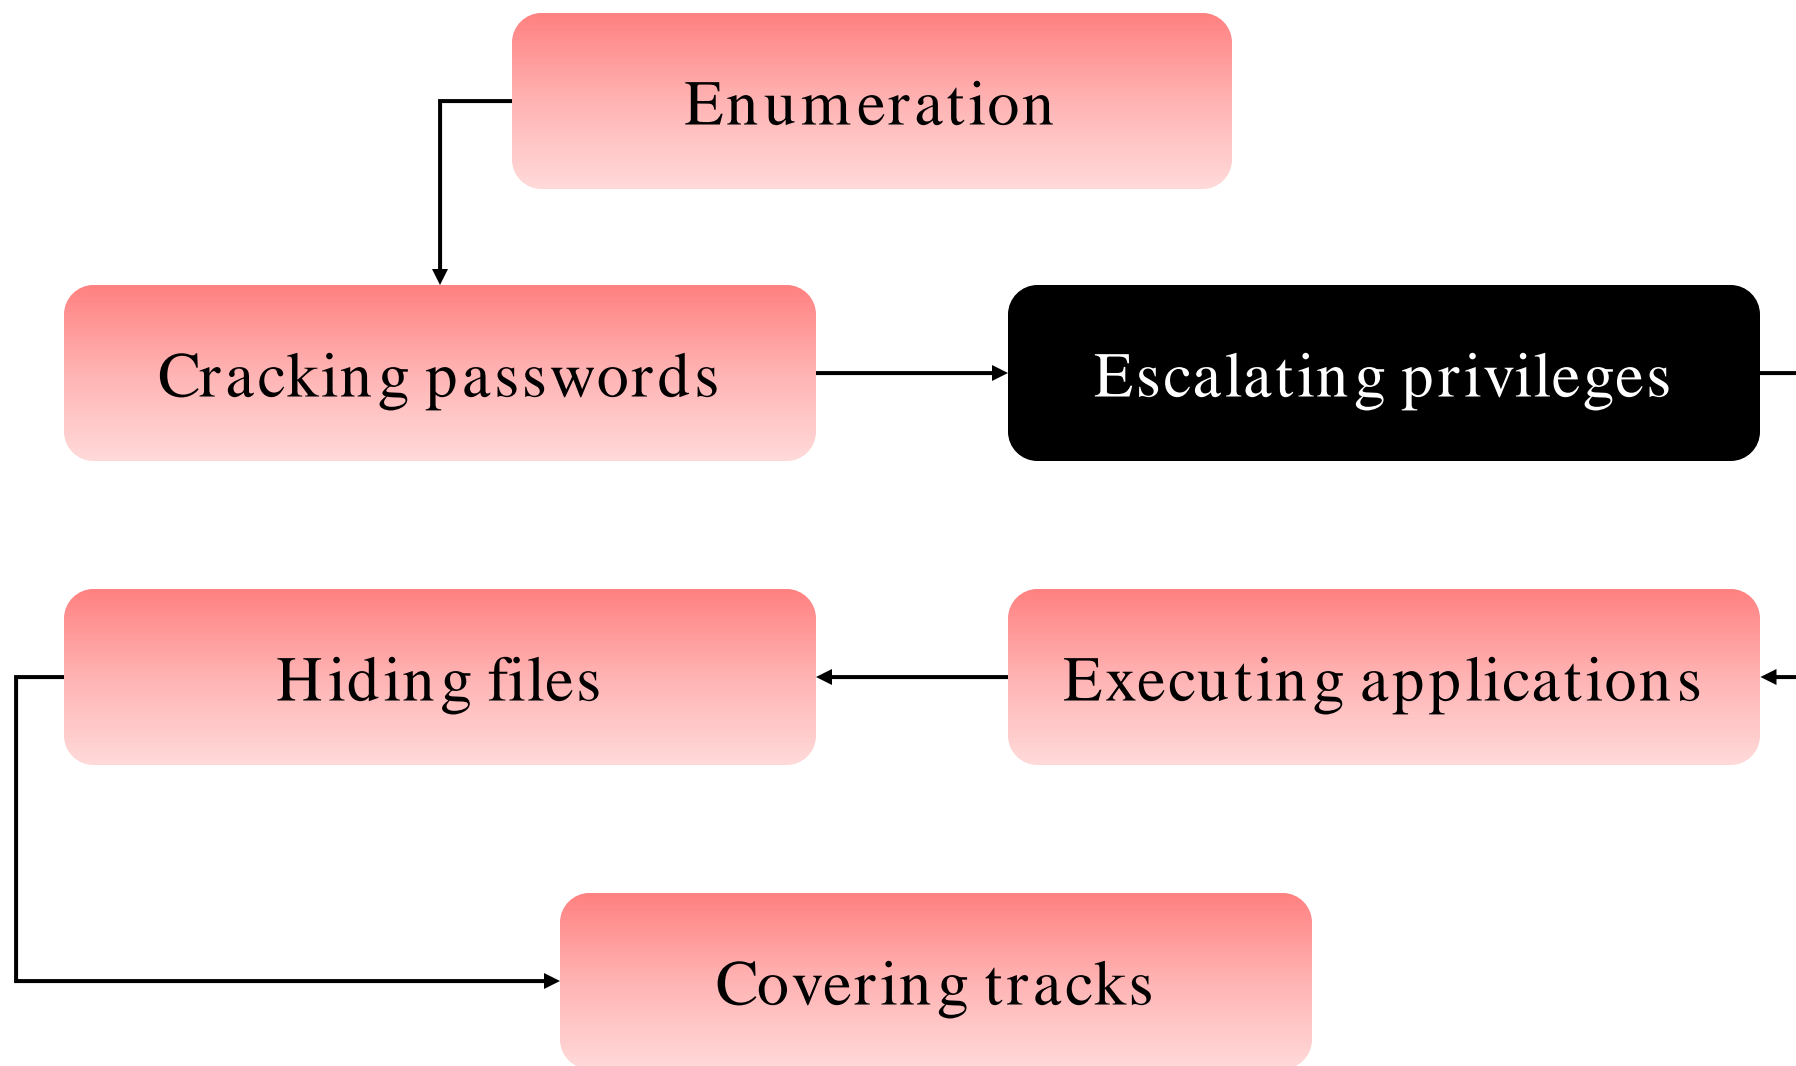 Enumeration
Cracking passwords
Escalating privileges
Executing applications
Hiding files
Covering tracks